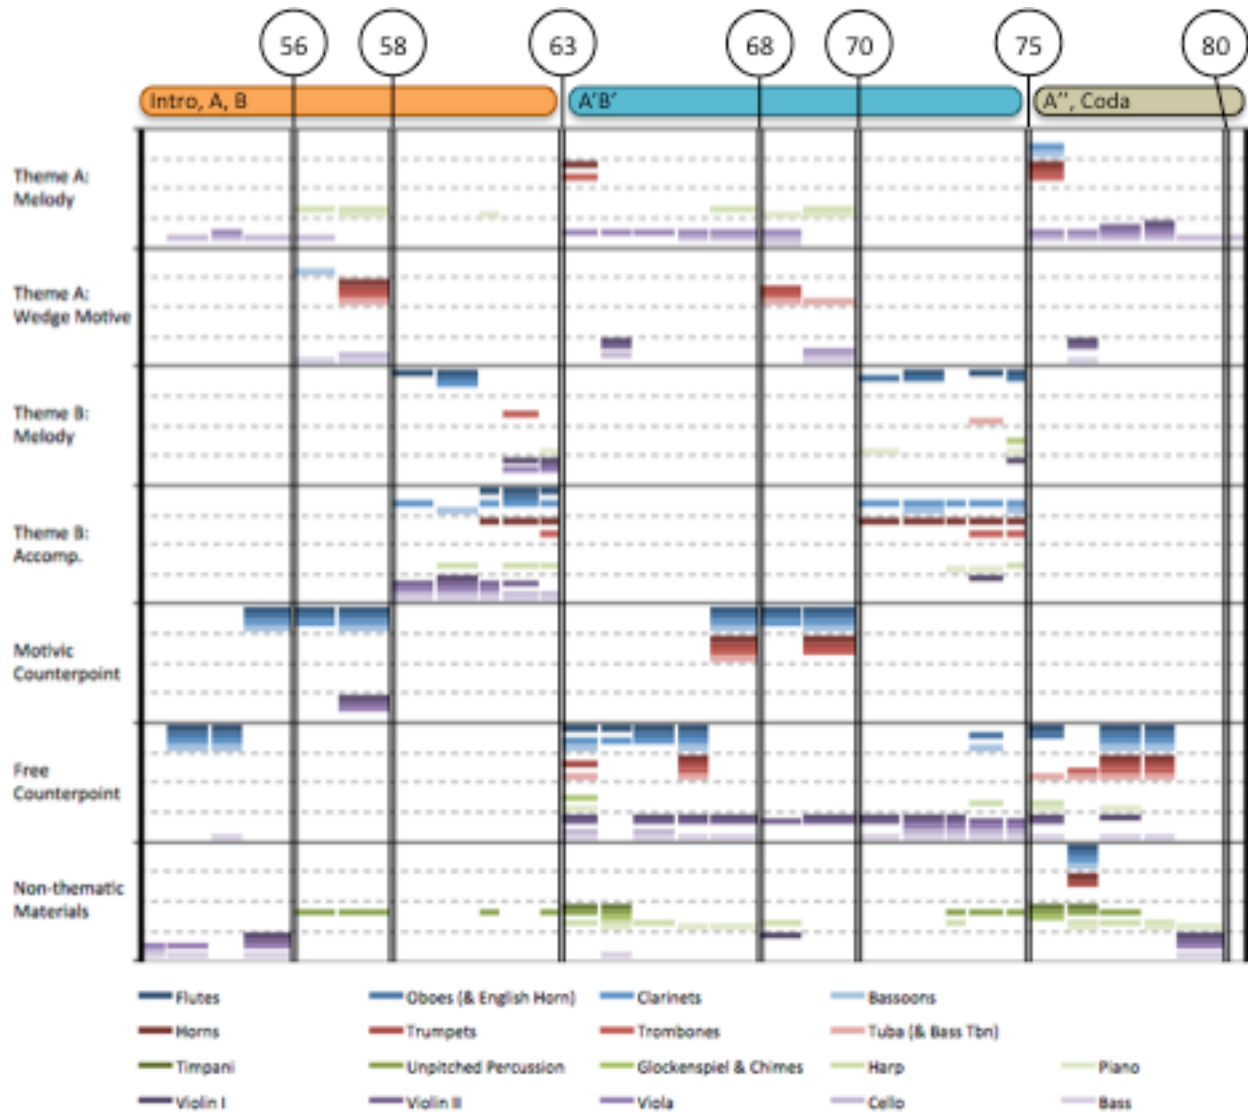 56 58 63 68 70 75 80
Intro, A, B A'B' A'', Coda
Theme A:
Melody
Theme A:
Wedge Motive
Theme B:
Melody
Theme B:
Accomp.
Motivic
Counterpoint
Free
Counterpoint
Non-thematic
Materials
Flutes Oboes (& English Horn) Clarinets Bassoons
Horns Trumpets Trombones Tuba (& Bass Tbn)
Timpani Unpitched Percussion Glockenspiel & Chimes Harp Piano
Violin I Violin II Viola Cello Bass